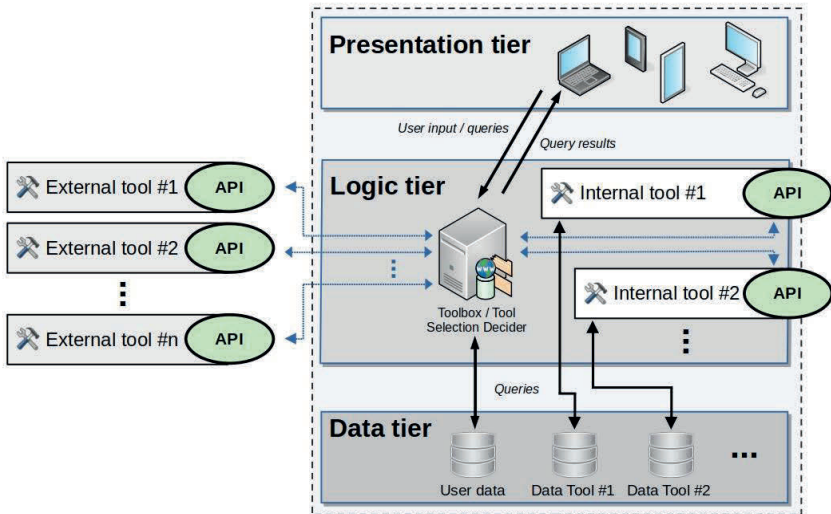 Presentation tier
User input / queries
Query results
Logic tier
External tool #1
API
External tool #2
API
External tool #n
API
Internal tool #1
API
Internal tool #2
API
www
Toolbox / Tool
Selection Decider
Queries
Data tier
User data
Data Tool #1
Data Tool #2
...